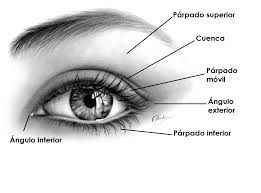 Párpado superior
Cuenca
Párpado
móvil
Ángulo
exterior
Párpado inferior
Ángulo inferior